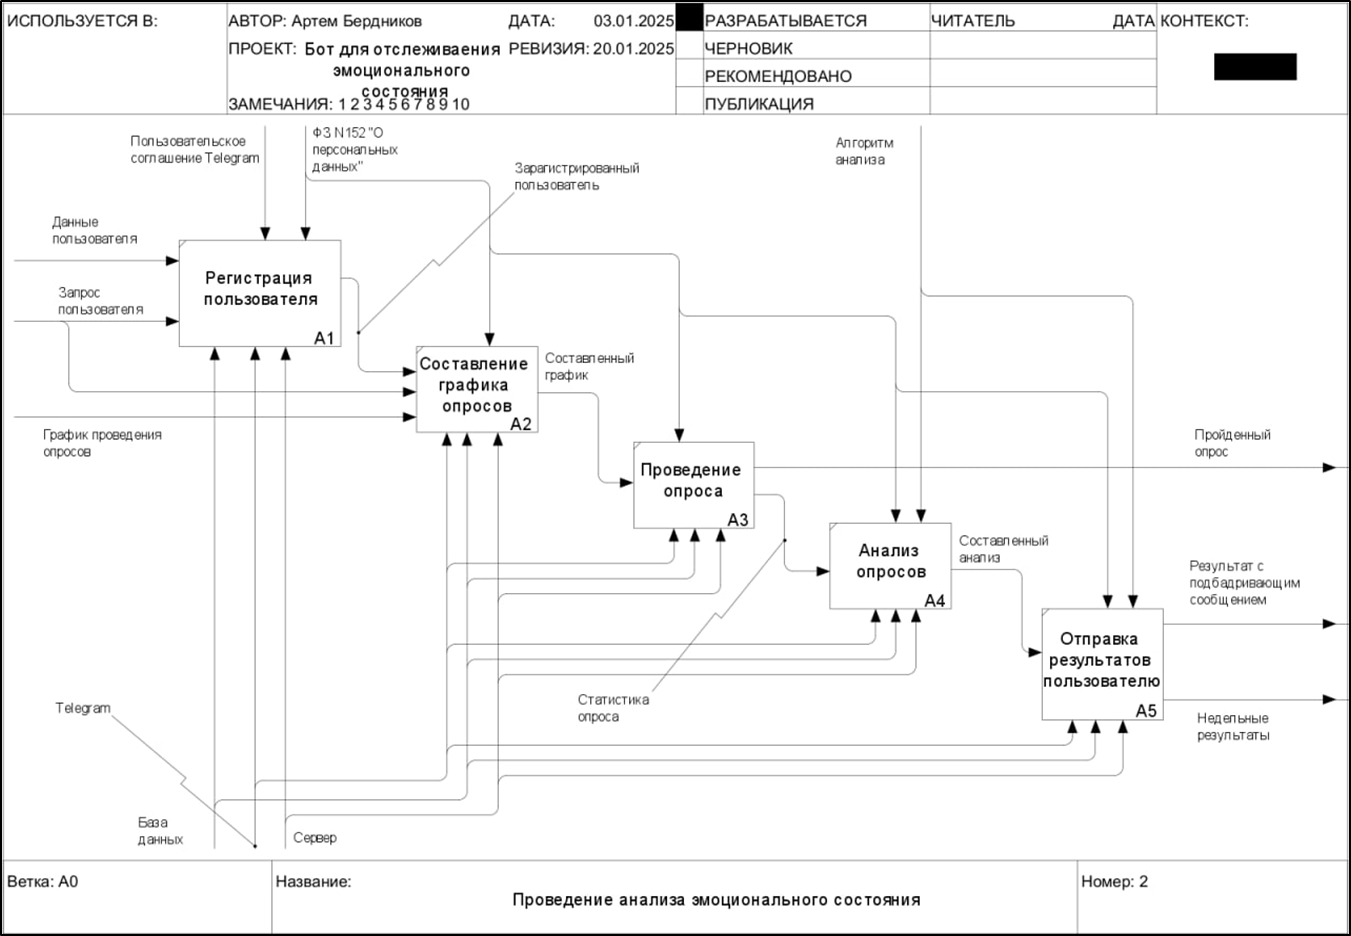 ИСПОЛЬЗУЕТСЯ В:
АВТОР: Артем Бердников
ДАТА: 03.01.2025
ПРОЕКТ: Бот для отслеживаения
эмоционального
состояния
РЕВИЗИЯ: 20.01.2025
ЗАМЕЧАНИЯ: 1 2 3 4 5 6 7 8 9 10
РАЗРАБАТЫВАЕТСЯ
ЧЕРНОВИК
РЕКОМЕНДОВАНО
ПУБЛИКАЦИЯ
ЧИТАТЕЛЬ
ДАТА
КОНТЕКСТ:
Пользовательское
соглашение Telegram
ФЗ N152 "О
персональных
данных"
Зарагистрированный
пользователь
Алгоритм
анализа
Данные
пользователя
Запрос
пользователя
График проведения
опросов
Регистрация
пользователя
A1
Составление
графика
опросов
A2
Составленный
график
Проведение
опроса
A3
Пройденный
опрос
Анализ
опросов
A4
Составленный
анализ
Результат с
подбадривающим
сообщением
Отправка
результатов
пользователю
A5
Недельные
результаты
Статистика
опроса
Telegram
База
данных
Сервер
Ветка: A0
Название:
Проведение анализа эмоционального состояния
Номер: 2